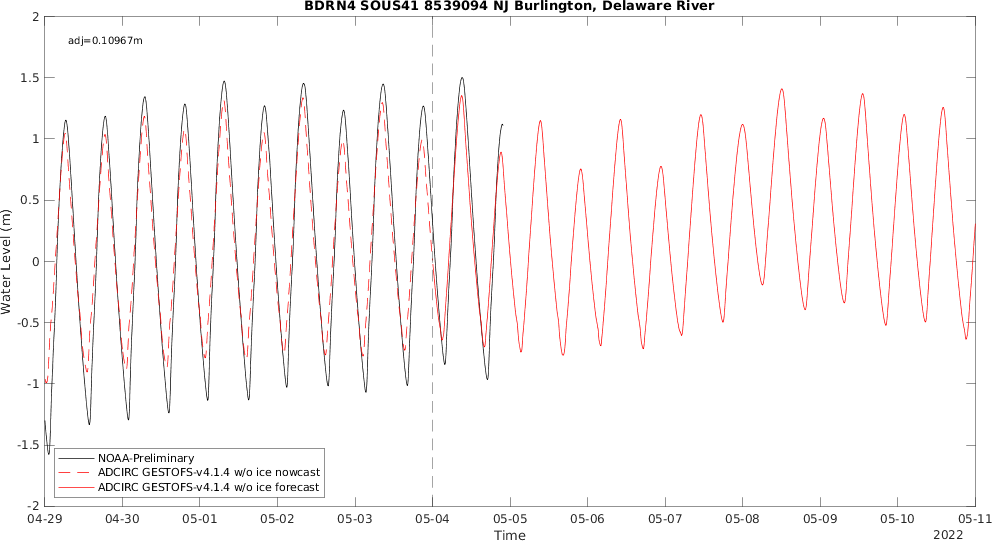 BDRN4 SOUS41 8539094 NJ Burlington, Delaware River
adj=0.10967m
2
1.5
1
0.5
0
-0.5
-1
-1.5
-2
Water Level (m)
NOAA-Preliminary
ADCIRC GESTOFS-v4.1.4 w/o ice nowcast
ADCIRC GESTOFS-v4.1.4 w/o ice forecast
04-29 04-30 05-01 05-02 05-03 05-04 05-05 05-06 05-07 05-08 05-09 05-10 05-11
Time
2022